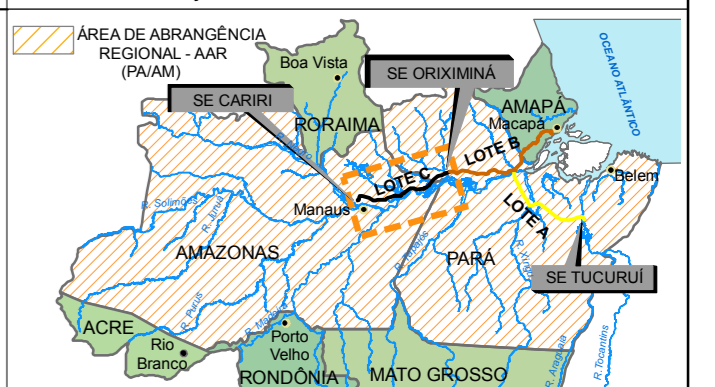 ÁREA DE ABRANGÊNCIA
REGIONAL - AAR
(PA/AM)
Boa Vista
SE ORIXIMINÁ
OCEANO ATLÂNTICO
SE CARIRI
AMAPÁ
Macapá
RORAIMA
LOTE B
Belem
LOTE C
R. Solimões
R. Juruá
Manaus
LOTE A
R. Tapajós
AMAZONAS
PARÁ
R. Xingu
SE TUCURUÍ
R. Purus
R. Madeira
ACRE
Rio
Branco
Porto
Velho
RONDÔNIA
MATO GROSSO
R. Araguaia
R. Tocantins